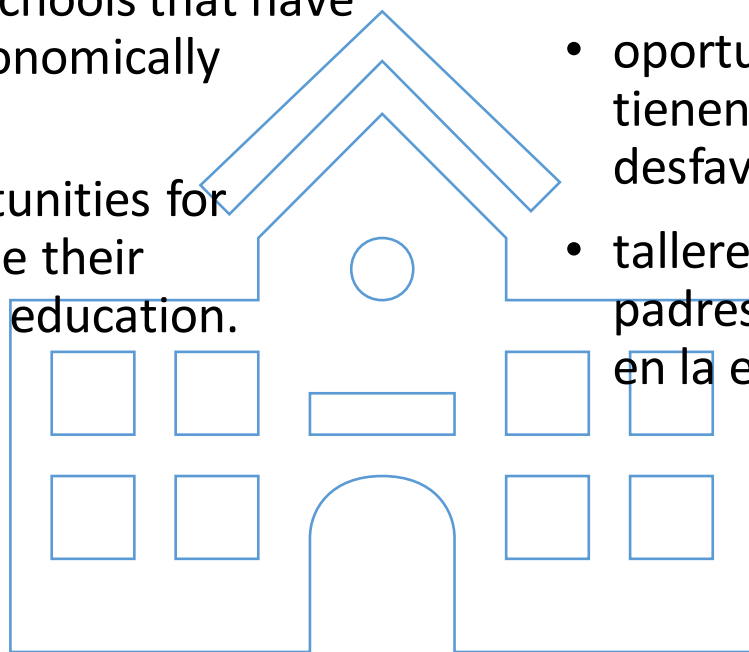 chools that have
onomically
tunities for
e their
education.
• oportu
tienen
desfav
• tallere
padres
en la e